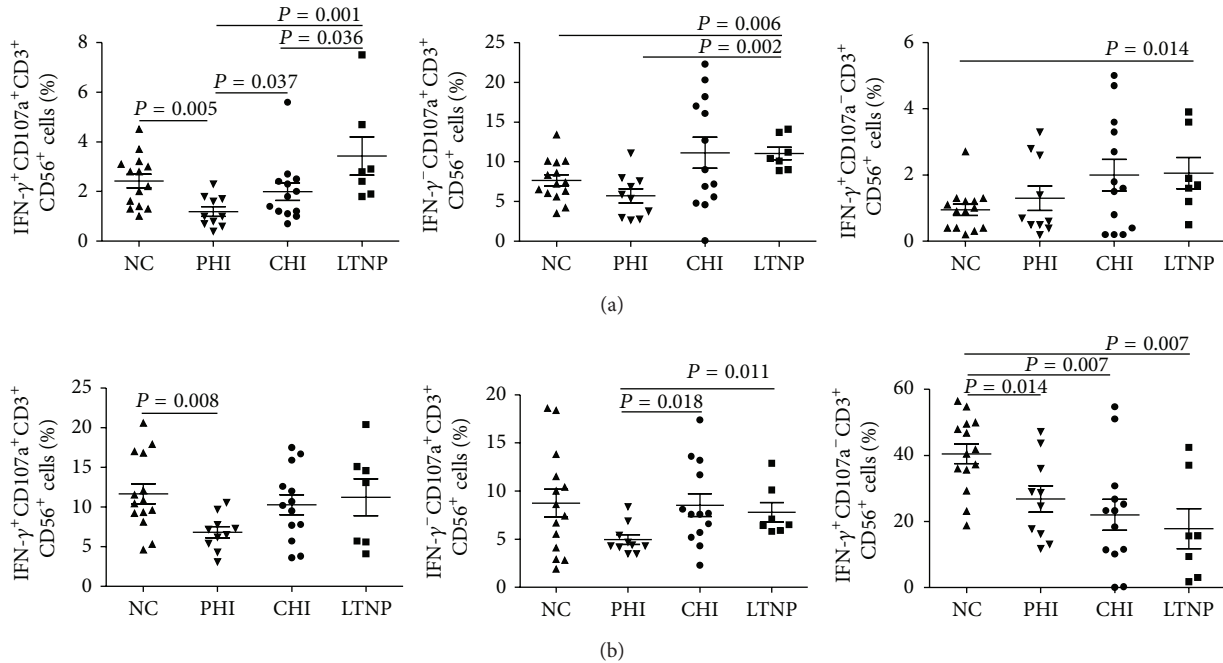 P = 0.001
P = 0.036
P = 0.037
P = 0.005
IFN-γ⁺ CD107a⁺ CD3⁺
CD56⁺ cells (%)
8
6
4
2
0
NC PHI CHI LTNP
P = 0.006
P = 0.002
IFN-γ⁻ CD107a⁺ CD3⁺
CD56⁺ cells (%)
25
20
15
10
5
0
NC PHI CHI LTNP
P = 0.014
IFN-γ⁺ CD107a⁻ CD3⁺
CD56⁺ cells (%)
6
4
2
0
NC PHI CHI LTNP
(a)
P = 0.008
IFN-γ⁺ CD107a⁺ CD3⁺
CD56⁺ cells (%)
25
20
15
10
5
0
NC PHI CHI LTNP
P = 0.011
P = 0.018
IFN-γ⁻ CD107a⁺ CD3⁺
CD56⁺ cells (%)
20
15
10
5
0
NC PHI CHI LTNP
P = 0.007
P = 0.007
P = 0.014
IFN-γ⁺ CD107a⁻ CD3⁺
CD56⁺ cells (%)
60
40
20
0
NC PHI CHI LTNP
(b)